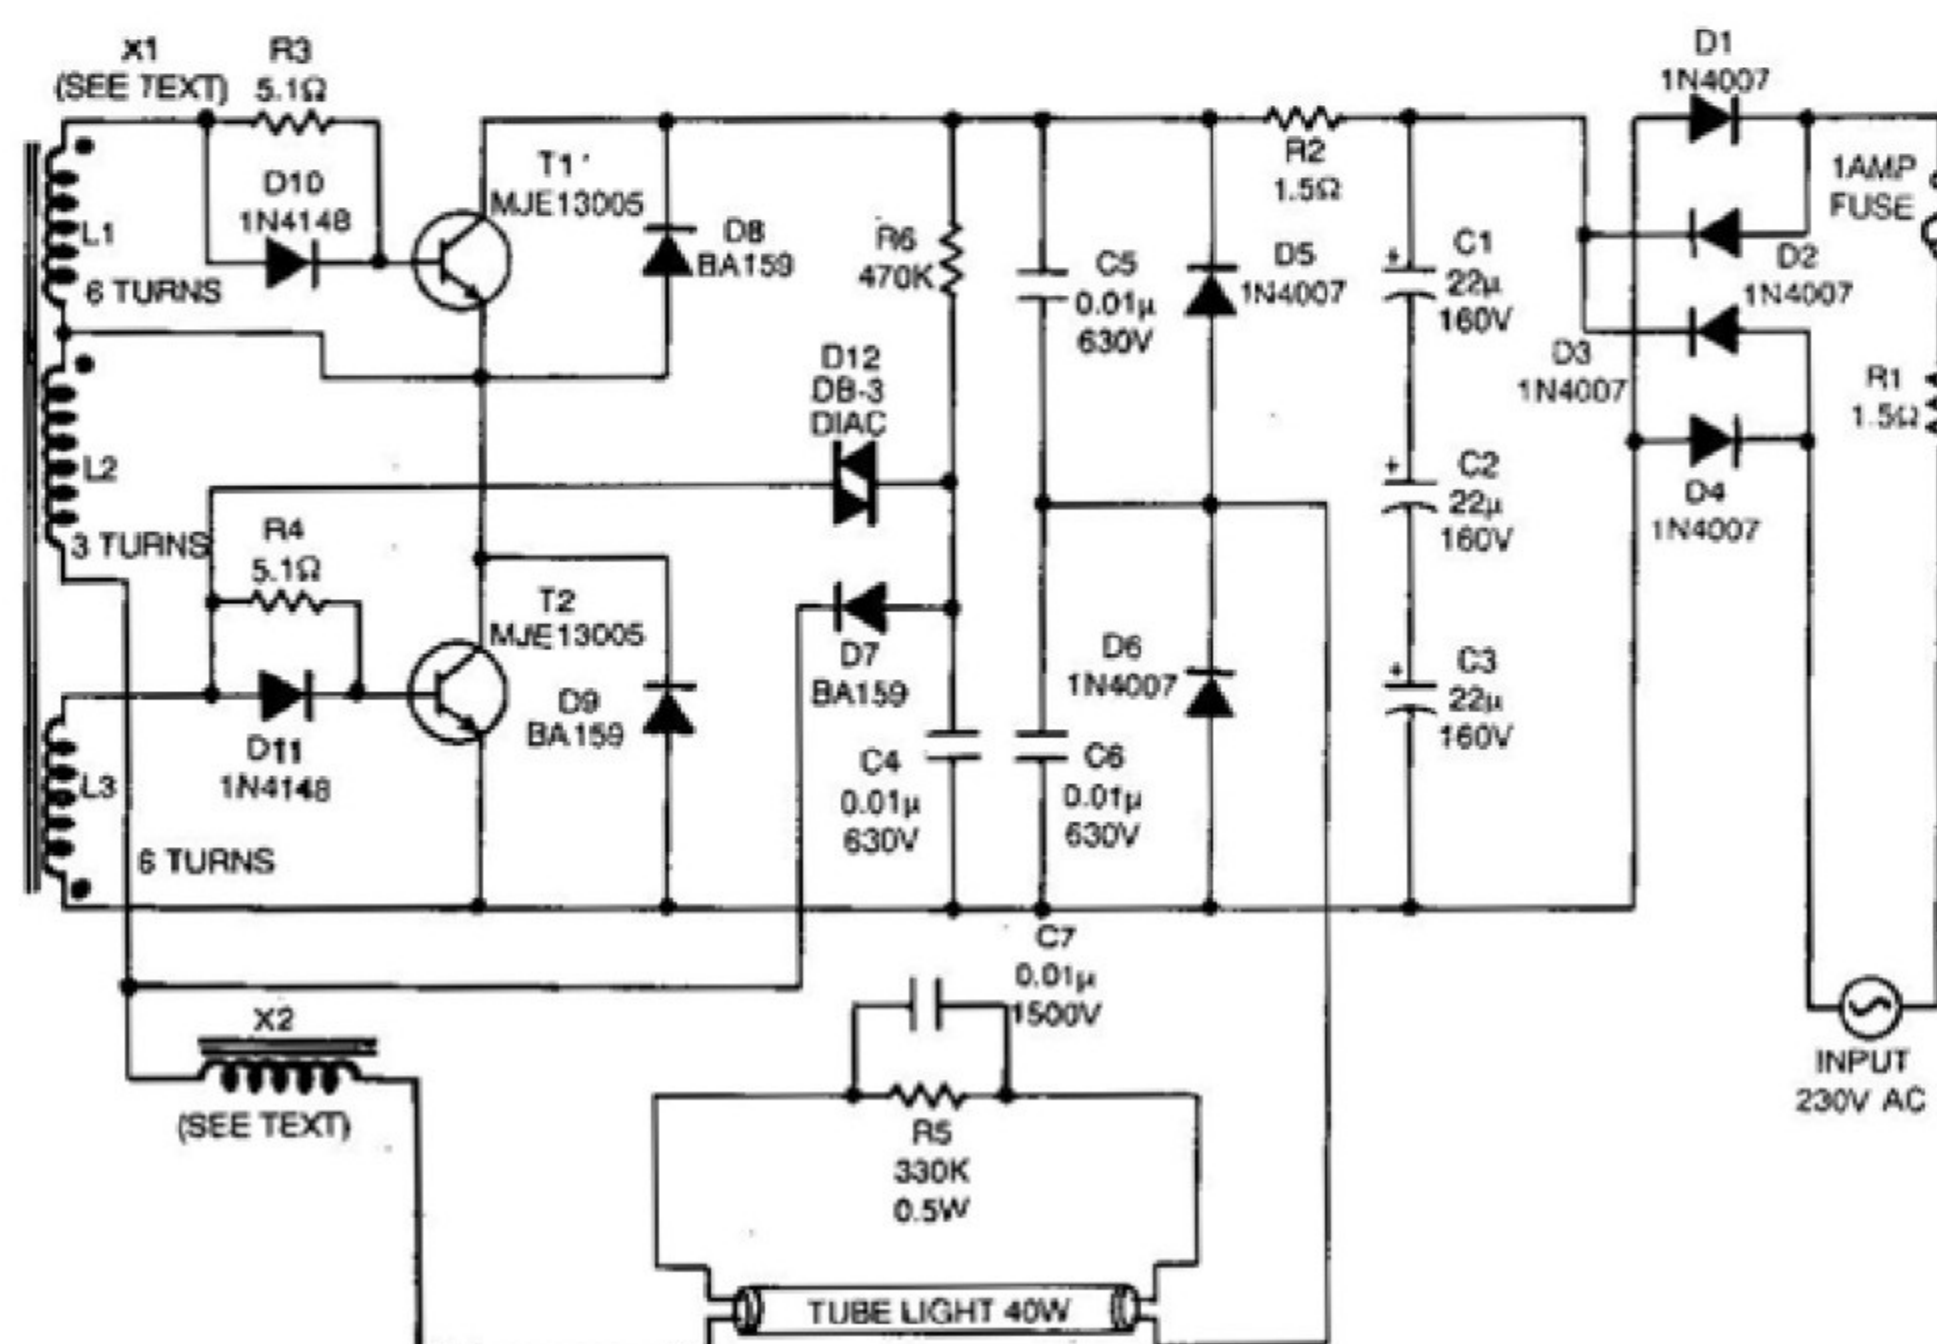 X1
(SEE TEXT)
R3
5.1Ω
D10
1N4148
L1
6 TURNS
T1
MJE13005
D8
BA159
R6
470K
C5
0.01µ
630V
D5
1N4007
R2
1.5Ω
C1
22µ
160V
D1
1N4007
1AMP
FUSE
D2
1N4007
D3
1N4007
R1
1.5Ω
D4
1N4007
L2
3 TURNS
D12
DB-3
DIAC
R4
5.1Ω
T2
MJE13005
D7
BA159
D9
BA159
D11
1N4148
L3
6 TURNS
C4
0.01µ
630V
C6
0.01µ
630V
D6
1N4007
+
+
+
C2
22µ
160V
C3
22µ
160V
C7
0.01µ
1500V
X2
(SEE TEXT)
R5
330K
0.5W
TUBE LIGHT 40W
INPUT
230V AC